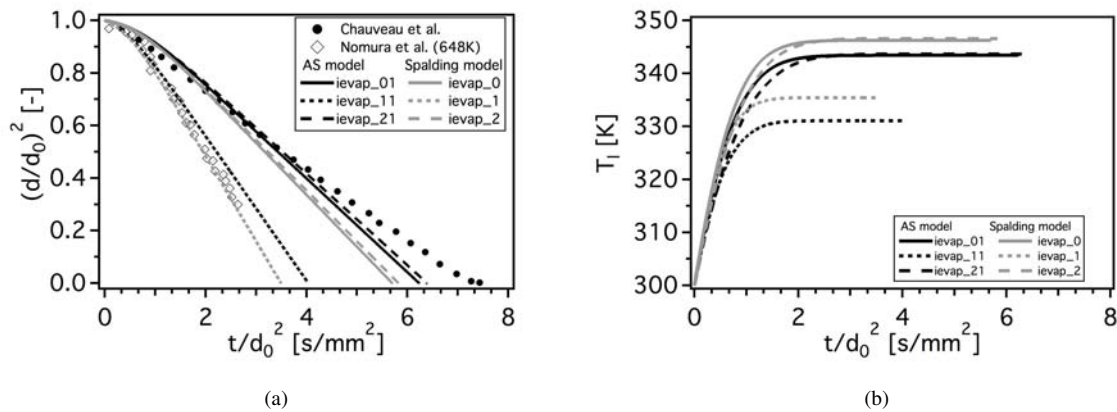 1.0
0.8
0.6
0.4
0.2
0.0
(d/d₀)² [-]
0 2 4 6 8
t/d₀² [s/mm²]
Chauveau et al.
Nomura et al. (648K)
AS model Spalding model
ievap_01 ievap_0
ievap_11 ievap_1
ievap_21 ievap_2
(a)
350
340
330
320
310
300
T_l [K]
0 2 4 6 8
t/d₀² [s/mm²]
AS model Spalding model
ievap_01 ievap_0
ievap_11 ievap_1
ievap_21 ievap_2
(b)